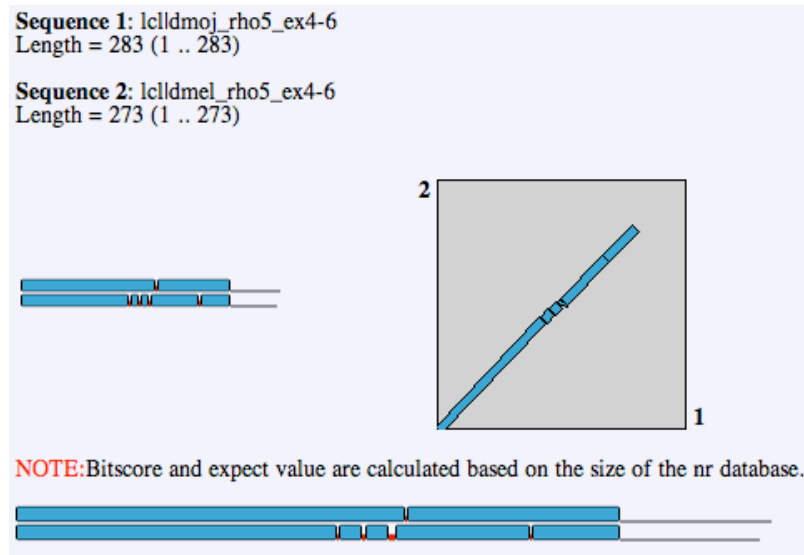 Sequence 1: lcl|dmoj_rho5_ex4-6
Length = 283 (1 .. 283)
Sequence 2: lcl|dmel_rho5_ex4-6
Length = 273 (1 .. 273)
2
1
NOTE:Bitscore and expect value are calculated based on the size of the nr database.